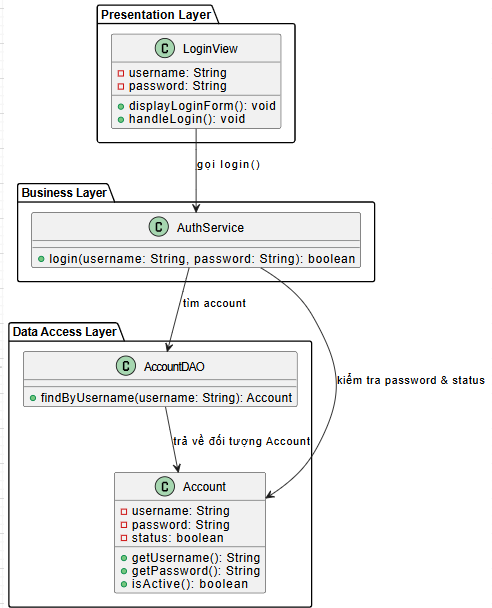 Presentation Layer
C LoginView
username: String
password: String
displayLoginForm(): void
handleLogin(): void
gọi login()
Business Layer
C AuthService
login(username: String, password: String): boolean
tìm account
Data Access Layer
C AccountDAO
findByUsername(username: String): Account
kiểm tra password & status
trả về đối tượng Account
C Account
username: String
password: String
status: boolean
getUsername(): String
getPassword(): String
isActive(): boolean